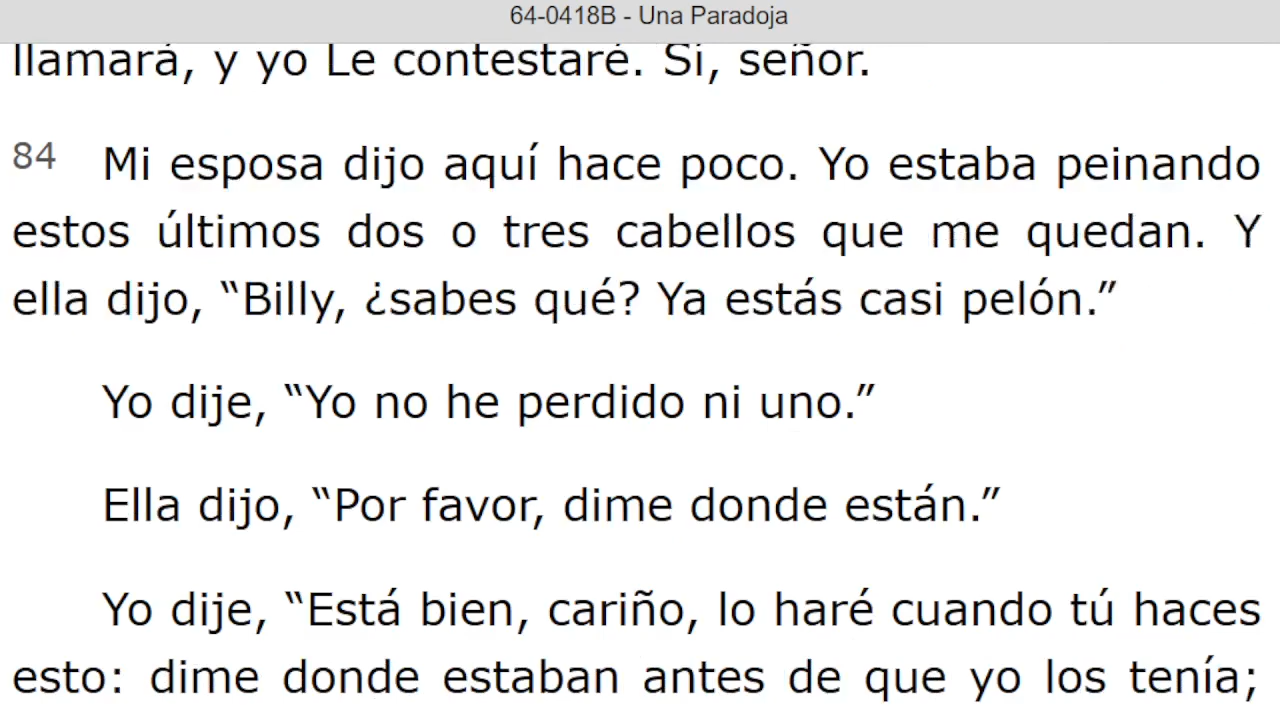 64-0418B - Una Paradoja
llamará, y yo Le contestaré. Sí, señor.
84 Mi esposa dijo aquí hace poco. Yo estaba peinando
estos últimos dos o tres cabellos que me quedan. Y
ella dijo, “Billy, ¿sabes qué? Ya estás casi pelón.”
Yo dije, “Yo no he perdido ni uno.”
Ella dijo, “Por favor, dime donde están.”
Yo dije, “Está bien, cariño, lo haré cuando tú haces
esto: dime donde estaban antes de que yo los tenía;